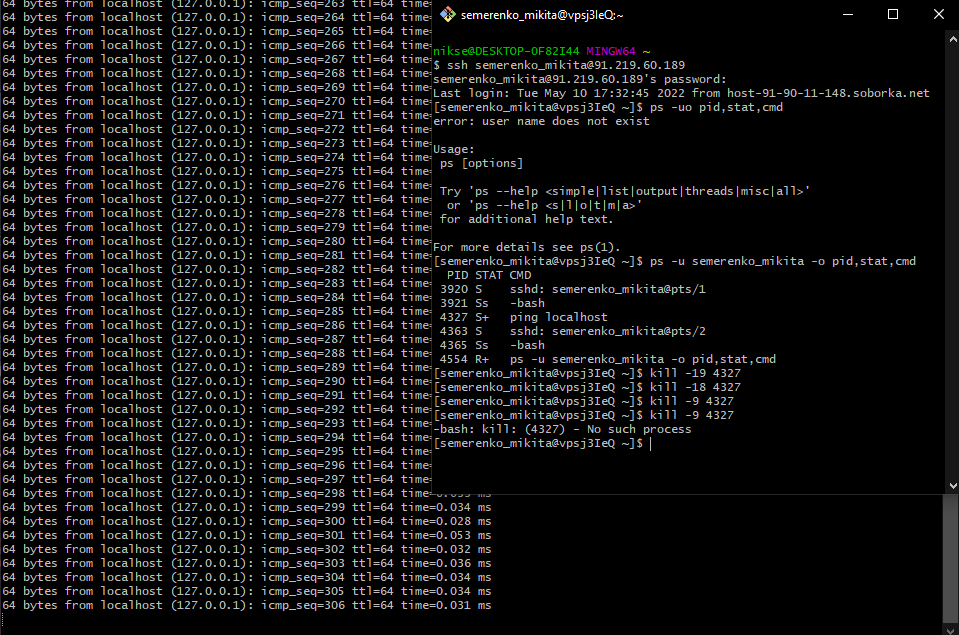 64 bytes from localhost (127.0.0.1): icmp_seq=263 ttl=64 time=
64 bytes from localhost (127.0.0.1): icmp_seq=264 ttl=64 time=
64 bytes from localhost (127.0.0.1): icmp_seq=265 ttl=64 time=
64 bytes from localhost (127.0.0.1): icmp_seq=266 ttl=64 time=
64 bytes from localhost (127.0.0.1): icmp_seq=267 ttl=64 time=
64 bytes from localhost (127.0.0.1): icmp_seq=268 ttl=64 time=
64 bytes from localhost (127.0.0.1): icmp_seq=269 ttl=64 time=
64 bytes from localhost (127.0.0.1): icmp_seq=270 ttl=64 time=
64 bytes from localhost (127.0.0.1): icmp_seq=271 ttl=64 time=
64 bytes from localhost (127.0.0.1): icmp_seq=272 ttl=64 time=
64 bytes from localhost (127.0.0.1): icmp_seq=273 ttl=64 time=
64 bytes from localhost (127.0.0.1): icmp_seq=274 ttl=64 time=
64 bytes from localhost (127.0.0.1): icmp_seq=275 ttl=64 time=
64 bytes from localhost (127.0.0.1): icmp_seq=276 ttl=64 time=
64 bytes from localhost (127.0.0.1): icmp_seq=277 ttl=64 time=
64 bytes from localhost (127.0.0.1): icmp_seq=278 ttl=64 time=
64 bytes from localhost (127.0.0.1): icmp_seq=279 ttl=64 time=
64 bytes from localhost (127.0.0.1): icmp_seq=280 ttl=64 time=
64 bytes from localhost (127.0.0.1): icmp_seq=281 ttl=64 time=
64 bytes from localhost (127.0.0.1): icmp_seq=282 ttl=64 time=
64 bytes from localhost (127.0.0.1): icmp_seq=283 ttl=64 time=
64 bytes from localhost (127.0.0.1): icmp_seq=284 ttl=64 time=
64 bytes from localhost (127.0.0.1): icmp_seq=285 ttl=64 time=
64 bytes from localhost (127.0.0.1): icmp_seq=286 ttl=64 time=
64 bytes from localhost (127.0.0.1): icmp_seq=287 ttl=64 time=
64 bytes from localhost (127.0.0.1): icmp_seq=288 ttl=64 time=
64 bytes from localhost (127.0.0.1): icmp_seq=289 ttl=64 time=
64 bytes from localhost (127.0.0.1): icmp_seq=290 ttl=64 time=
64 bytes from localhost (127.0.0.1): icmp_seq=291 ttl=64 time=
64 bytes from localhost (127.0.0.1): icmp_seq=292 ttl=64 time=
64 bytes from localhost (127.0.0.1): icmp_seq=293 ttl=64 time=
64 bytes from localhost (127.0.0.1): icmp_seq=294 ttl=64 time=
64 bytes from localhost (127.0.0.1): icmp_seq=295 ttl=64 time=
64 bytes from localhost (127.0.0.1): icmp_seq=296 ttl=64 time=
64 bytes from localhost (127.0.0.1): icmp_seq=297 ttl=64 time=
64 bytes from localhost (127.0.0.1): icmp_seq=298 ttl=64 time= ms
64 bytes from localhost (127.0.0.1): icmp_seq=299 ttl=64 time=0.034 ms
64 bytes from localhost (127.0.0.1): icmp_seq=300 ttl=64 time=0.028 ms
64 bytes from localhost (127.0.0.1): icmp_seq=301 ttl=64 time=0.053 ms
64 bytes from localhost (127.0.0.1): icmp_seq=302 ttl=64 time=0.032 ms
64 bytes from localhost (127.0.0.1): icmp_seq=303 ttl=64 time=0.036 ms
64 bytes from localhost (127.0.0.1): icmp_seq=304 ttl=64 time=0.034 ms
64 bytes from localhost (127.0.0.1): icmp_seq=305 ttl=64 time=0.034 ms
64 bytes from localhost (127.0.0.1): icmp_seq=306 ttl=64 time=0.031 ms
semerenko_mikita@vpsj3IeQ:~
nikse@DESKTOP-OF82I44 MINGW64 ~
$ ssh semerenko_mikita@91.219.60.189
semerenko_mikita@91.219.60.189's password:
Last login: Tue May 10 17:32:45 2022 from host-91-90-11-148.soborka.net
[semerenko_mikita@vpsj3IeQ ~]$ ps -uo pid,stat,cmd
error: user name does not exist
Usage:
ps [options]
Try 'ps --help <simple|list|output|threads|misc|all>'
or 'ps --help <s|l|o|t|m|a>'
for additional help text.
For more details see ps(1).
[semerenko_mikita@vpsj3IeQ ~]$ ps -u semerenko_mikita -o pid,stat,cmd
PID STAT CMD
3920 S sshd: semerenko_mikita@pts/1
3921 Ss -bash
4327 S+ ping localhost
4363 S sshd: semerenko_mikita@pts/2
4365 Ss -bash
4554 R+ ps -u semerenko_mikita -o pid,stat,cmd
[semerenko_mikita@vpsj3IeQ ~]$ kill -19 4327
[semerenko_mikita@vpsj3IeQ ~]$ kill -18 4327
[semerenko_mikita@vpsj3IeQ ~]$ kill -9 4327
[semerenko_mikita@vpsj3IeQ ~]$ kill -9 4327
-bash: kill: (4327) - No such process
[semerenko_mikita@vpsj3IeQ ~]$